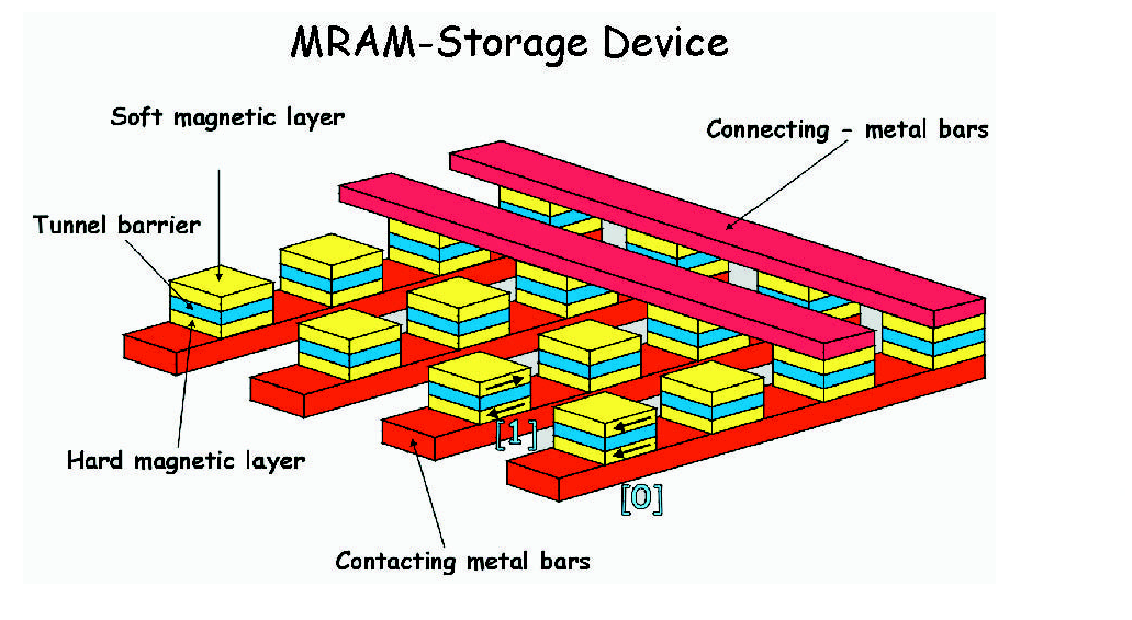 MRAM-Storage Device
Soft magnetic layer
Connecting - metal bars
Tunnel barrier
[1]
Hard magnetic layer
[0]
Contacting metal bars